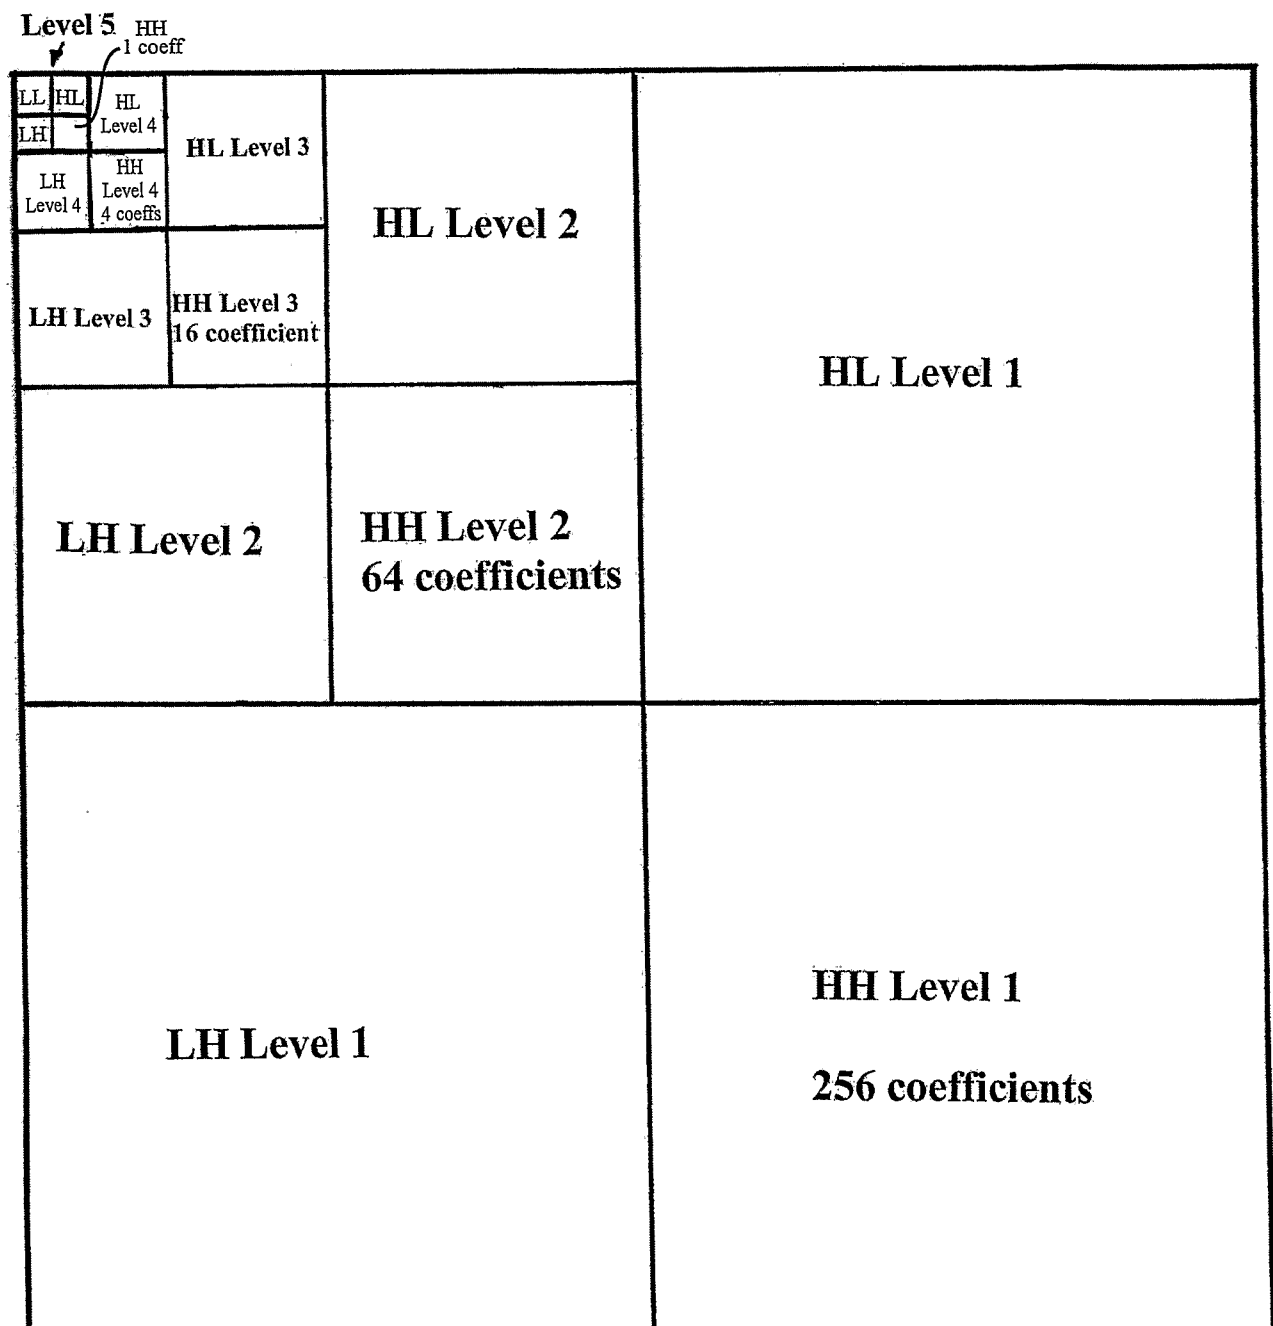 Level 5
HH
1 coeff
LL
HL
LH
HL
Level 4
LH
Level 4
HH
Level 4
4 coeffs
HL Level 3
LH Level 3
HH Level 3
16 coefficient
HL Level 2
LH Level 2
HH Level 2
64 coefficients
HL Level 1
LH Level 1
HH Level 1
256 coefficients